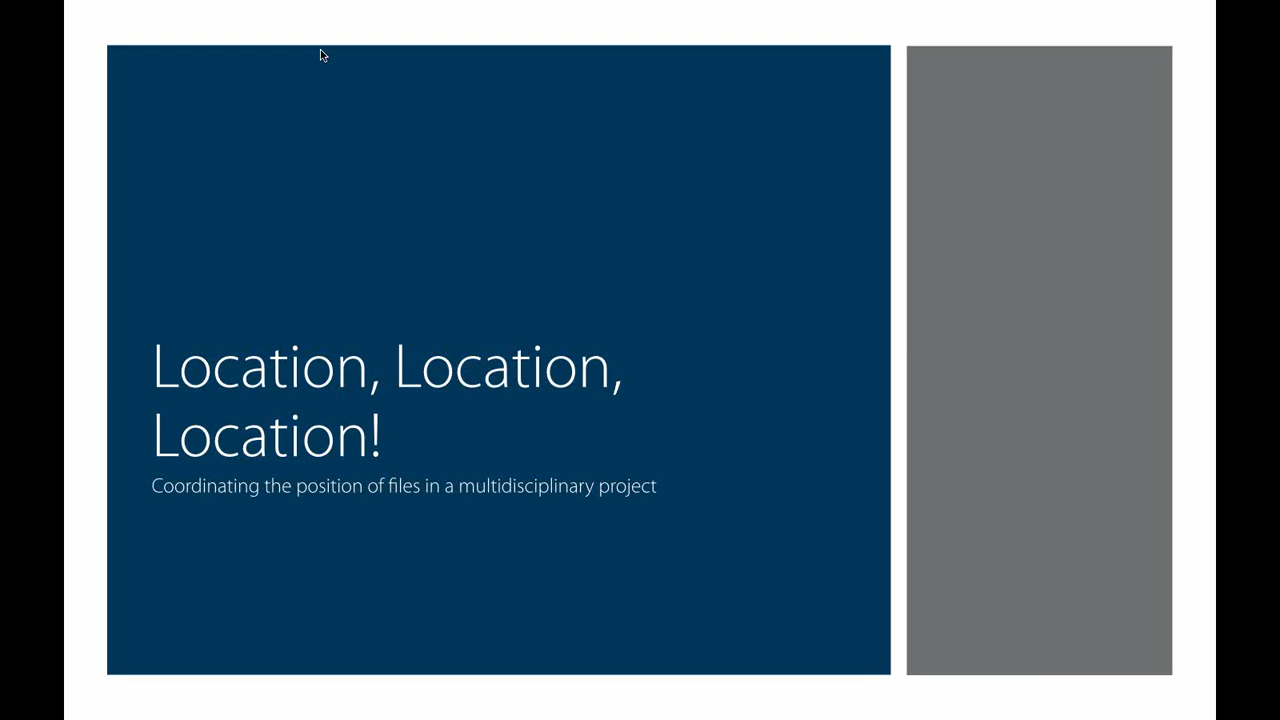 Location, Location,
Location!
Coordinating the position of files in a multidisciplinary project